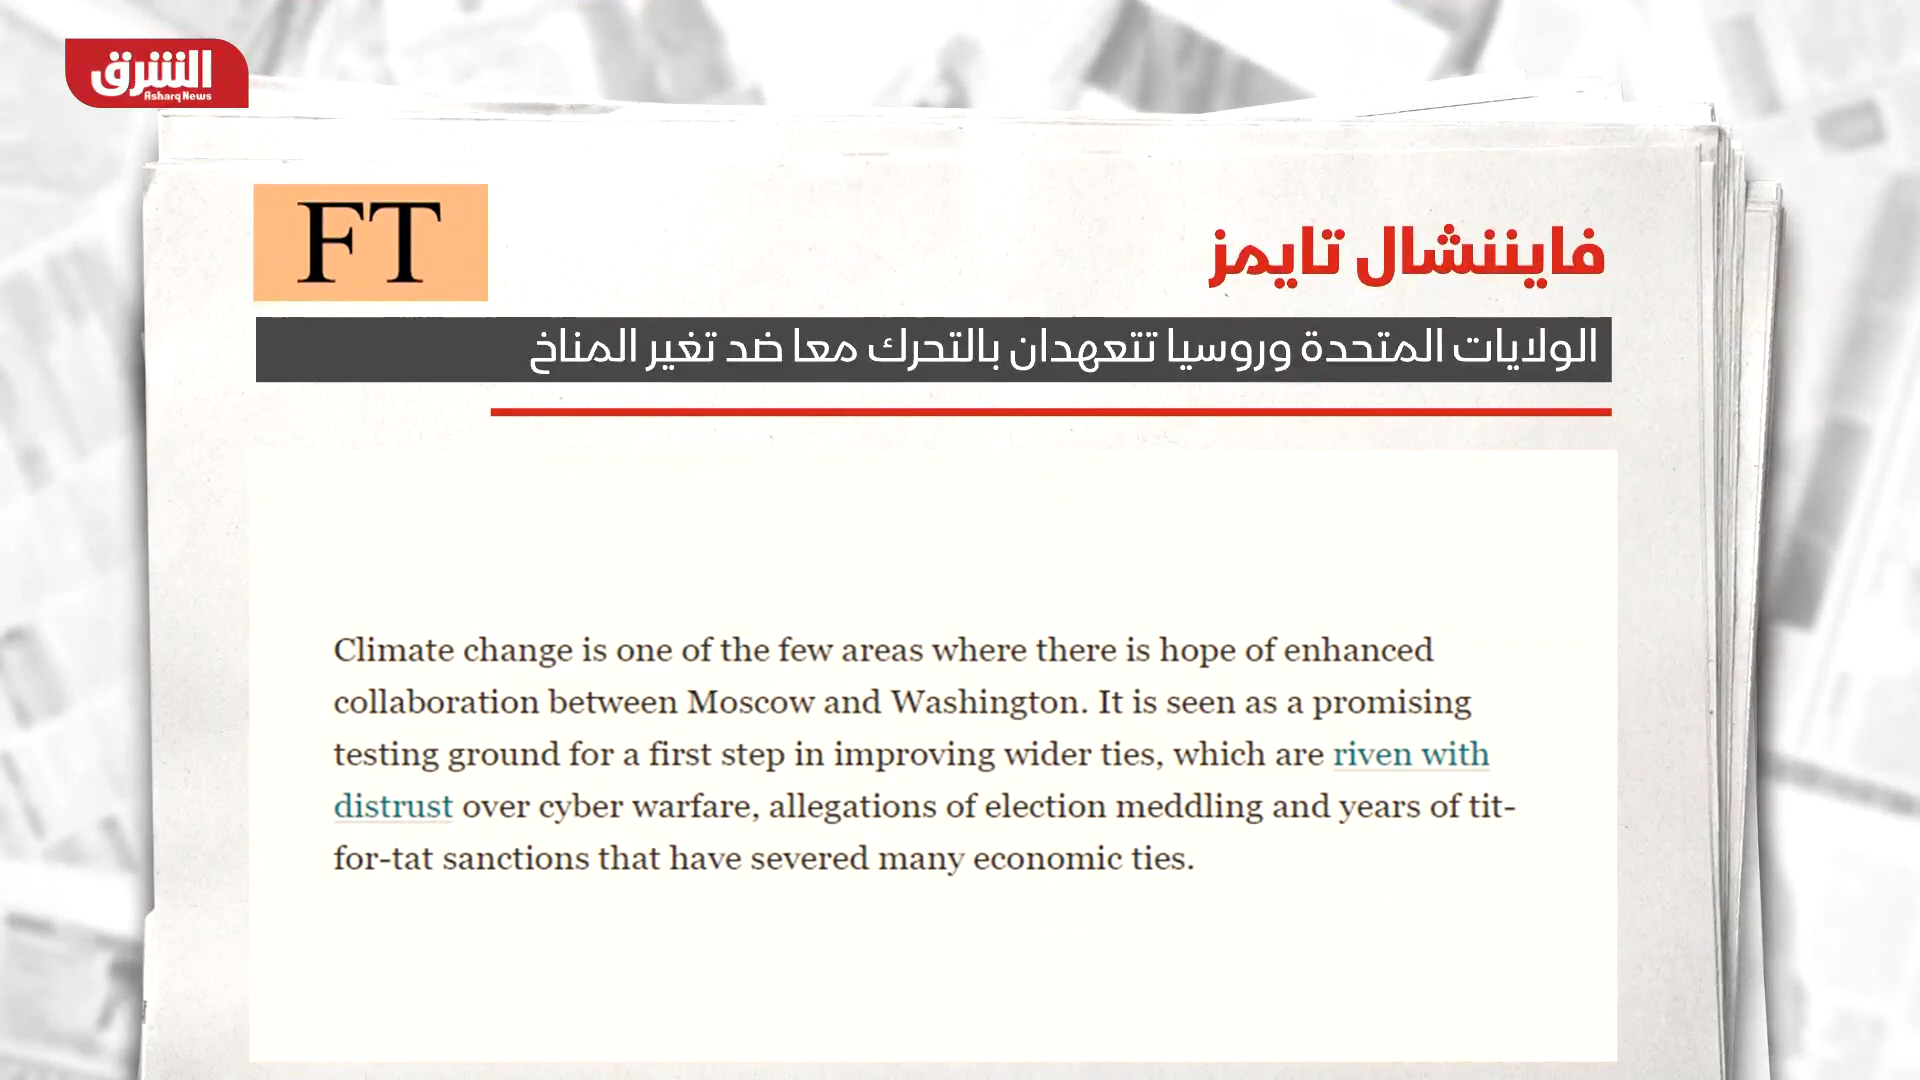 الشرق
Asharq News
FT
فايننشال تايمز
الولايات المتحدة وروسيا تتعهدان بالتحرك معا ضد تغير المناخ
Climate change is one of the few areas where there is hope of enhanced
collaboration between Moscow and Washington. It is seen as a promising
testing ground for a first step in improving wider ties, which are riven with
distrust over cyber warfare, allegations of election meddling and years of tit-
for-tat sanctions that have severed many economic ties.